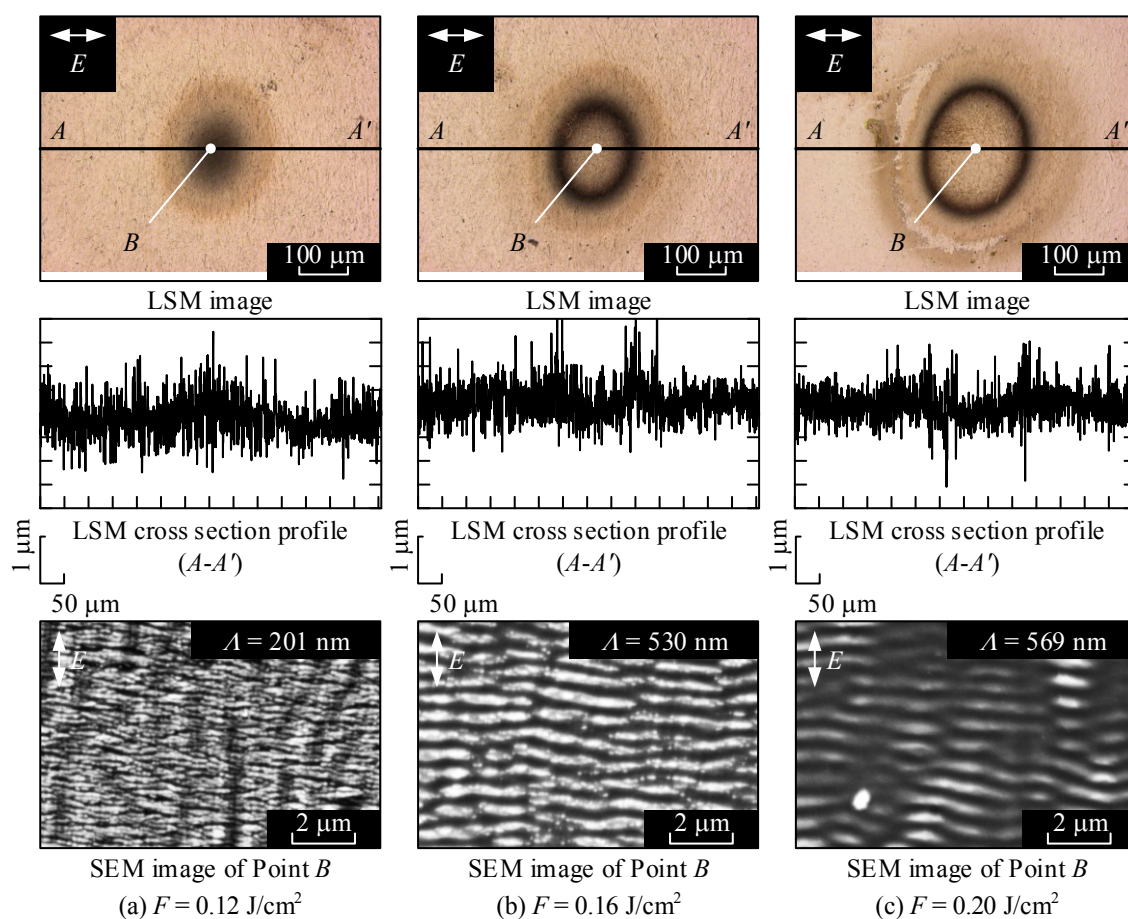 E
E
E
A
A'
A
A'
A
A'
B
B
B
100 μm
100 μm
100 μm
LSM image
LSM image
LSM image
1 μm
LSM cross section profile
(A-A')
50 μm
1 μm
LSM cross section profile
(A-A')
50 μm
1 μm
LSM cross section profile
(A-A')
50 μm
E
Λ = 201 nm
E
Λ = 530 nm
E
Λ = 569 nm
2 μm
2 μm
2 μm
SEM image of Point B
SEM image of Point B
SEM image of Point B
(a) F = 0.12 J/cm²
(b) F = 0.16 J/cm²
(c) F = 0.20 J/cm²